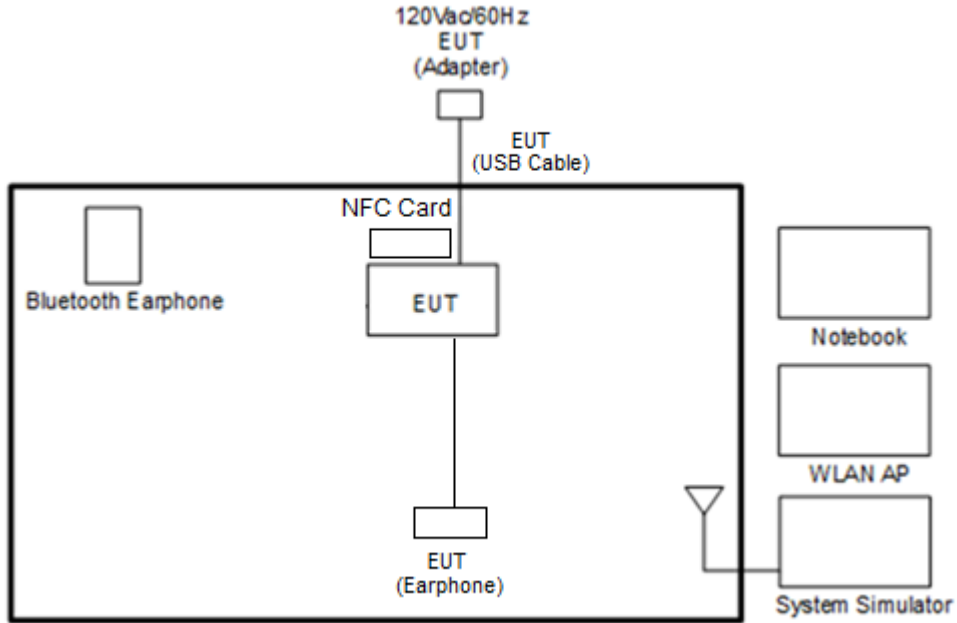 120Vac/60Hz
EUT
(Adapter)
EUT
(USB Cable)
NFC Card
Bluetooth Earphone
EUT
Notebook
WLAN AP
EUT
(Earphone)
System Simulator